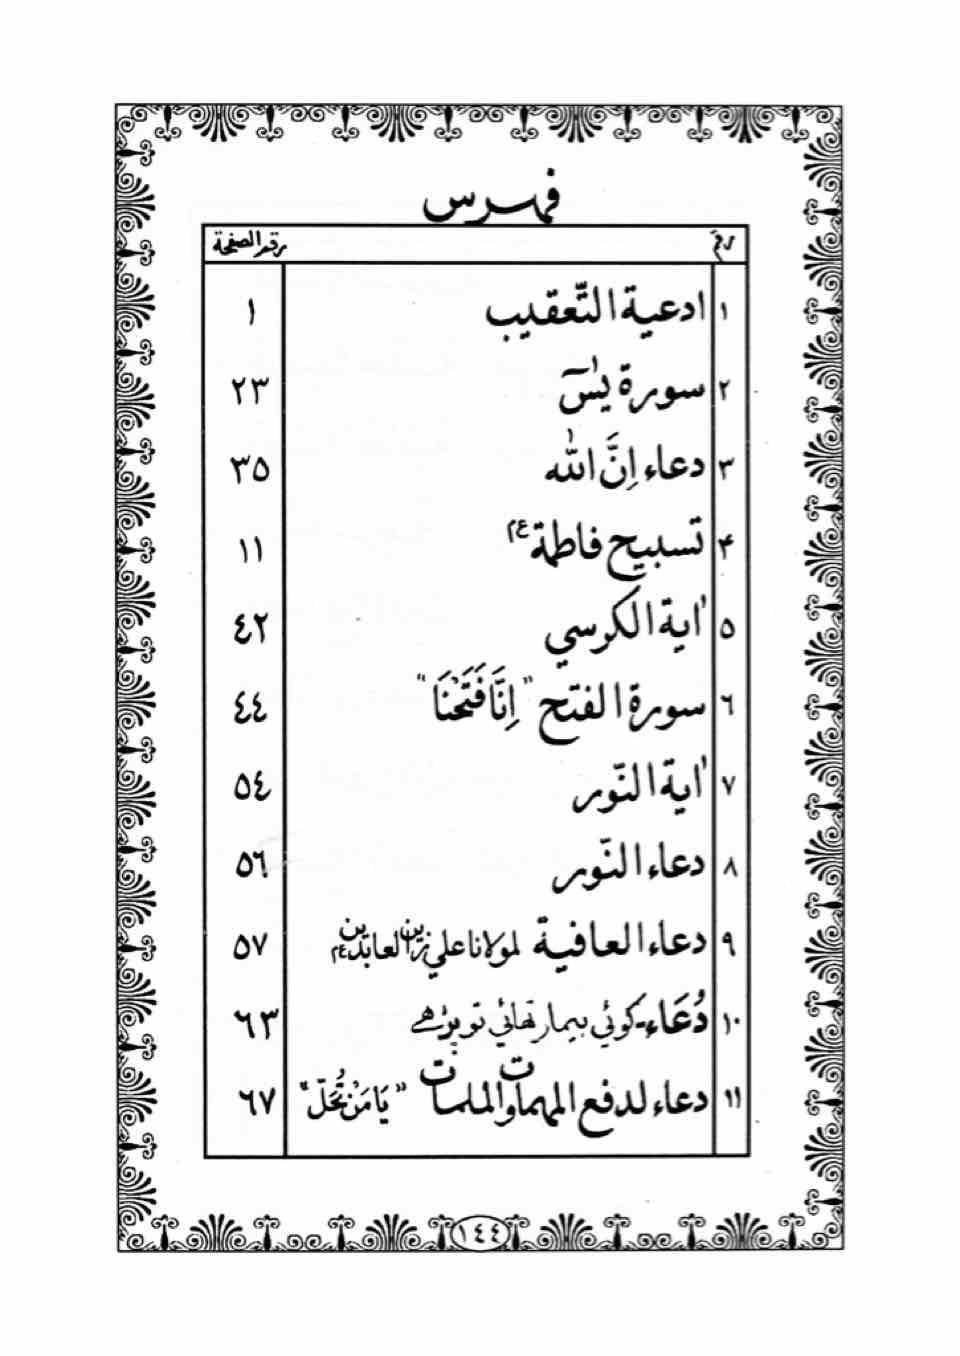 فهرس
رقم رقم الصفحة
١ ادعية التّعقيب ١
٢ سورة يٰسٓ ٢٣
٣ دعاء اِنَّ اللّٰه ٣٥
۴ تسبيح فاطمة ع م ١١
٥ اٰية الكرسي ٤٢
٦ سورة الفتح "اِنَّا فَتَحْنَا" ٤٤
٧ اٰية النّور ٥٤
٨ دعاء النّور ٥٦
٩ دعاء العافية لمولانا علي زين العابدين ع م ٥٧
١٠ دُعَاء-كوئي بيمار تهائي تو پڑهے ٦٣
١١ دعاء لدفع المهمات والملمات "يَا مَنْ تُحَلّ" ٦٧
١٤٤